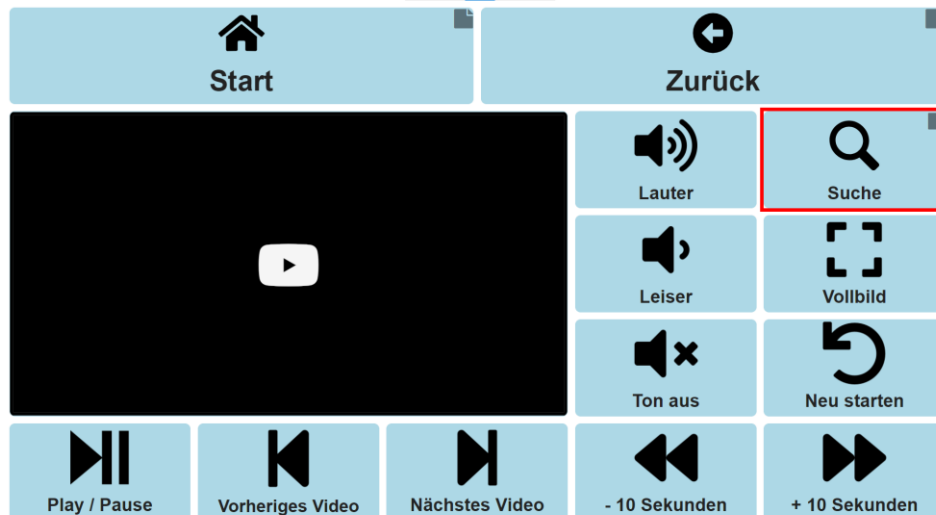 Start
Zurück
Lauter
Suche
Leiser
Vollbild
Ton aus
Neu starten
Play / Pause
Vorheriges Video
Nächstes Video
- 10 Sekunden
+ 10 Sekunden